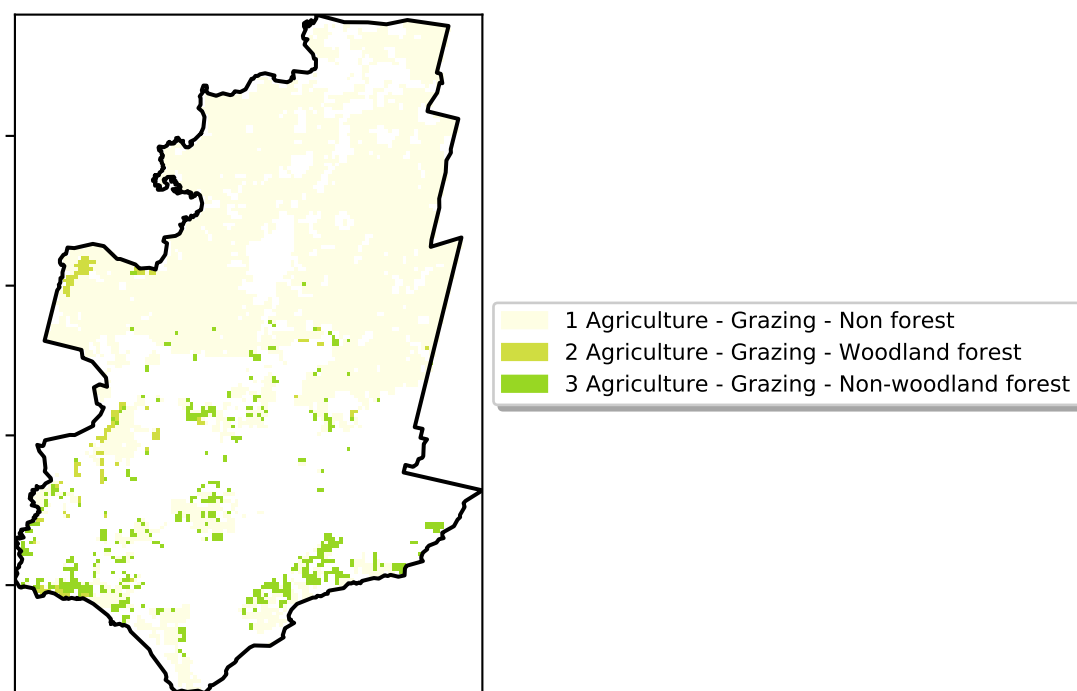 1 Agriculture - Grazing - Non forest
2 Agriculture - Grazing - Woodland forest
3 Agriculture - Grazing - Non-woodland forest